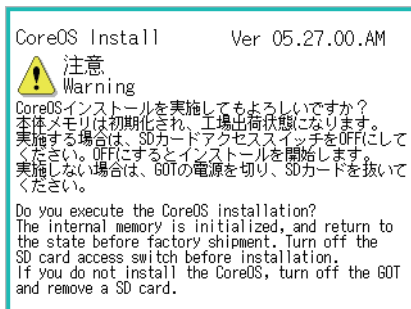 CoreOS Install Ver 05.27.00.AM
注意
Warning
CoreOSインストールを実施してもよろしいですか？
本体メモリは初期化され、工場出荷状態になります。
実施する場合は、SDカードアクセススイッチをOFFにして
ください。OFFにするとインストールを開始します。
実施しない場合は、GOTの電源を切り、SDカードを抜いて
ください。
Do you execute the CoreOS installation?
The internal memory is initialized, and return to
the state before factory shipment. Turn off the
SD card access switch before installation.
If you do not install the CoreOS, turn off the GOT
and remove a SD card.